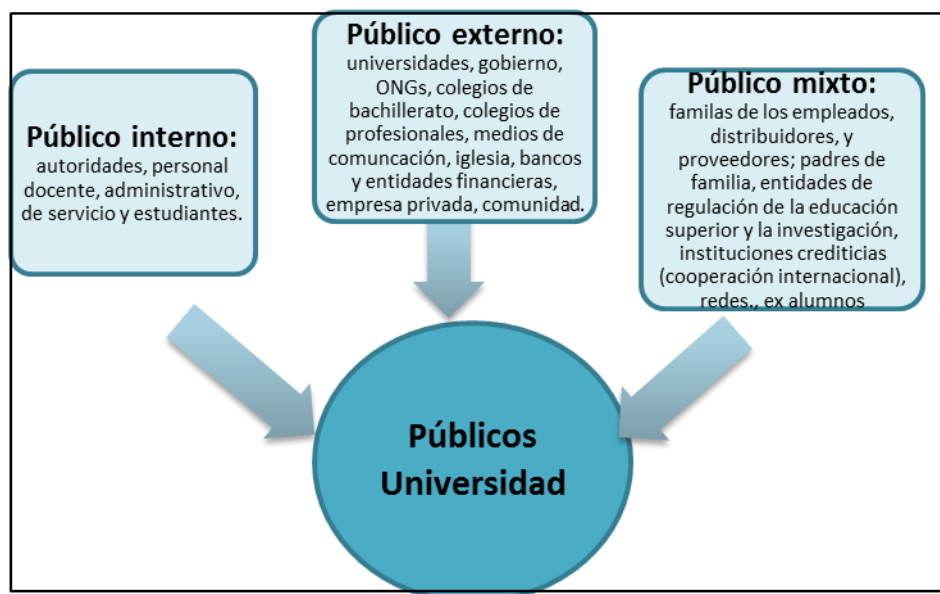 Público interno:
autoridades, personal
docente, administrativo,
de servicio y estudiantes.
Público externo:
universidades, gobierno,
ONGs, colegios de
bachillerato, colegios de
profesionales, medios de
comuncación, iglesia, bancos
y entidades financieras,
empresa privada, comunidad.
Público mixto:
familas de los empleados,
distribuidores, y
proveedores; padres de
familia, entidades de
regulación de la educación
superior y la investigación,
instituciones crediticias
(cooperación internacional),
redes., ex alumnos
Públicos
Universidad